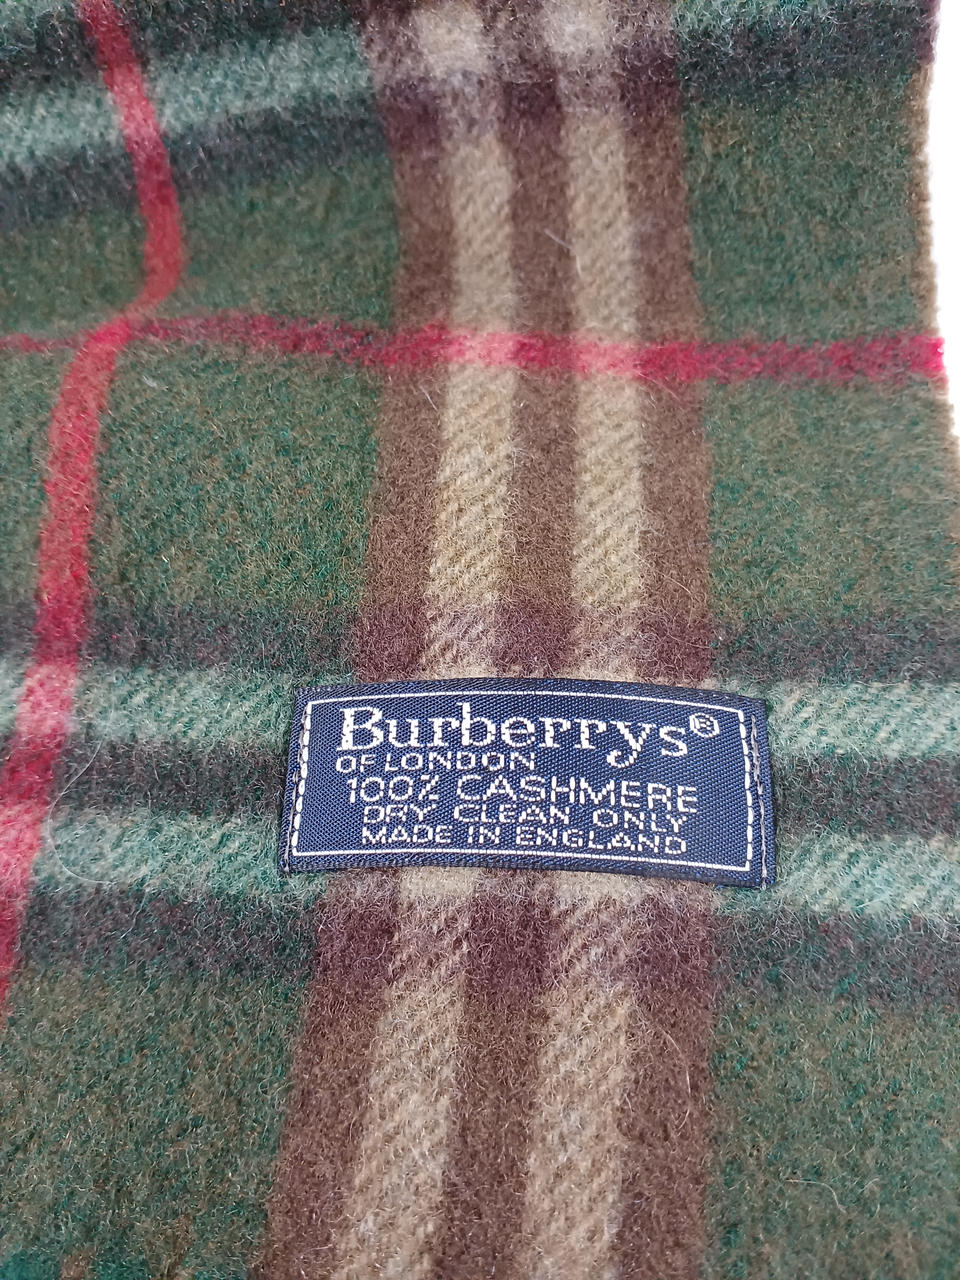 Burberrys®
OF LONDON
100% CASHMERE
DRY CLEAN ONLY
MADE IN ENGLAND